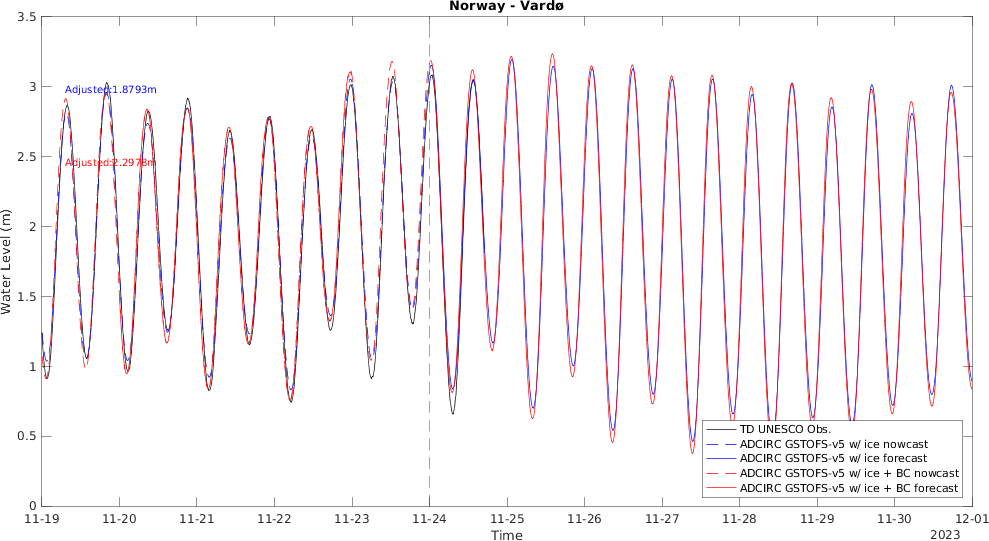 Norway - Vardø
3.5
3
2.5
2
1.5
1
0.5
0
Water Level (m)
Adjusted:1.8793m
Adjusted:2.2978m
TD UNESCO Obs.
ADCIRC GSTOFS-v5 w/ ice nowcast
ADCIRC GSTOFS-v5 w/ ice forecast
ADCIRC GSTOFS-v5 w/ ice + BC nowcast
ADCIRC GSTOFS-v5 w/ ice + BC forecast
11-19 11-20 11-21 11-22 11-23 11-24 11-25 11-26 11-27 11-28 11-29 11-30 12-01
Time
2023